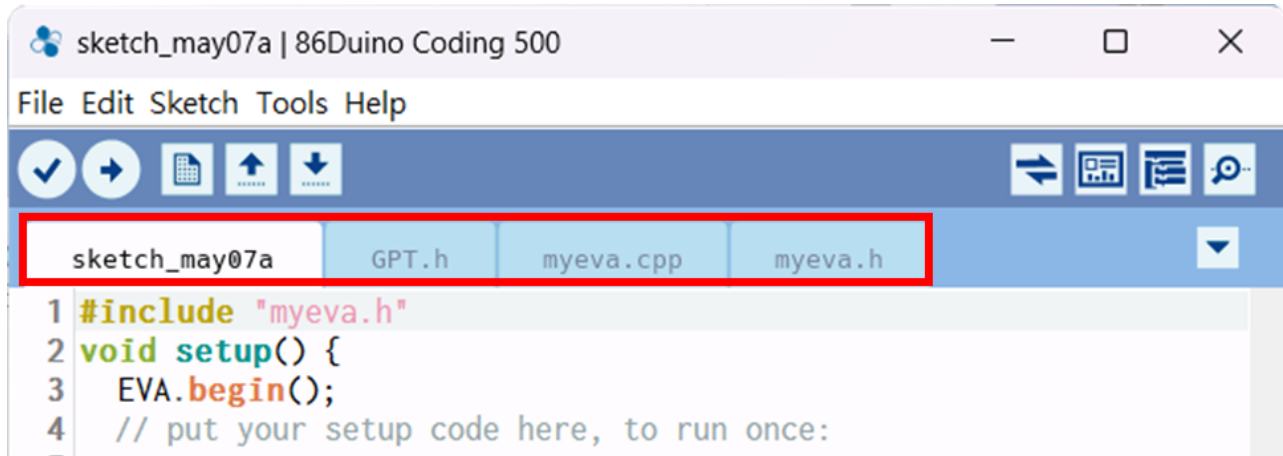 sketch_may07a | 86Duino Coding 500
File Edit Sketch Tools Help
sketch_may07a GPT.h myeva.cpp myeva.h
1 #include "myeva.h"
2 void setup() {
3 EVA.begin();
4 // put your setup code here, to run once: